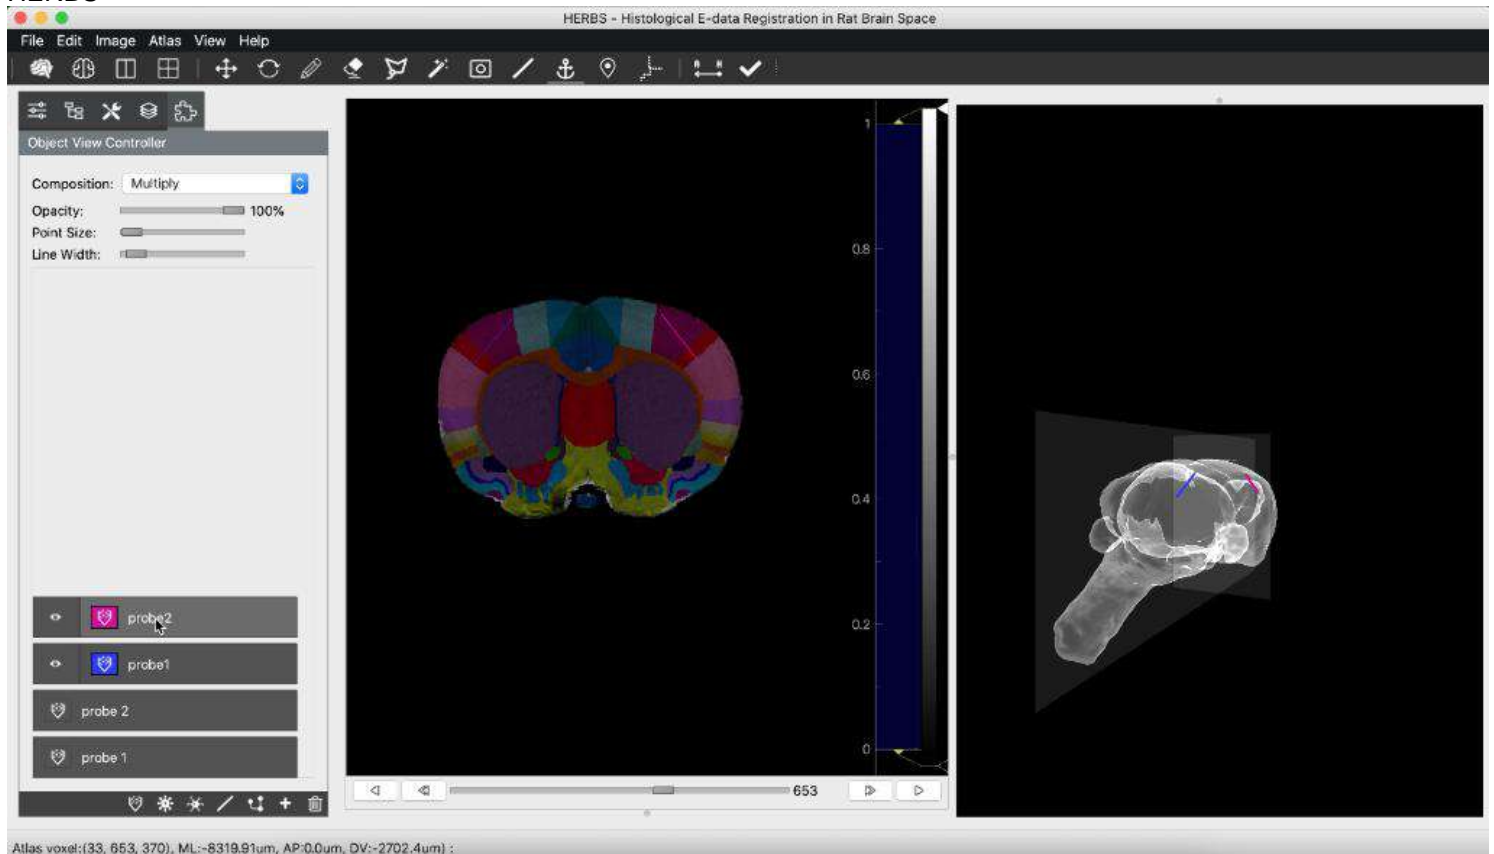 HERBS
HERBS - Histological E-data Registration in Rat Brain Space
File Edit Image Atlas View Help
Object View Controller
Composition: Multiply
Opacity: 100%
Point Size:
Line Width:
1
0.8
0.6
0.4
0.2
0
probe2
probe1
probe 2
probe 1
653
Atlas voxel:(33, 653, 370), ML:-8319.91um, AP:0.0um, DV:-2702.4um) :